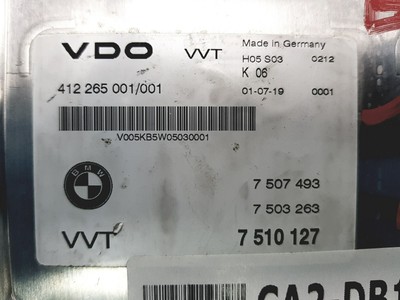 VDO VVT Made in Germany
H05 S03 0212
K 06
412 265 001/001 01-07-19 0001
V005KB5W05030001
BMW
7 507 493
7 503 263
VVT 7 510 127